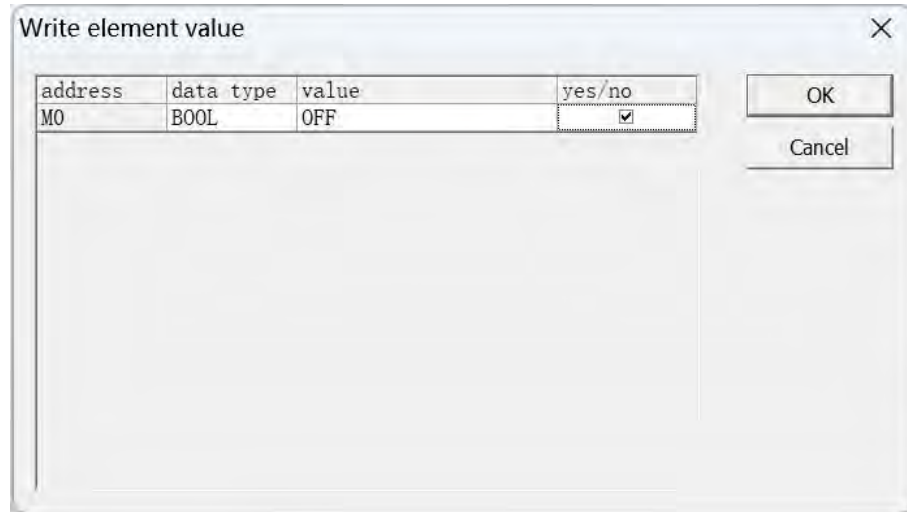 Write element value
address data type value yes/no
M0 BOOL OFF
OK
Cancel